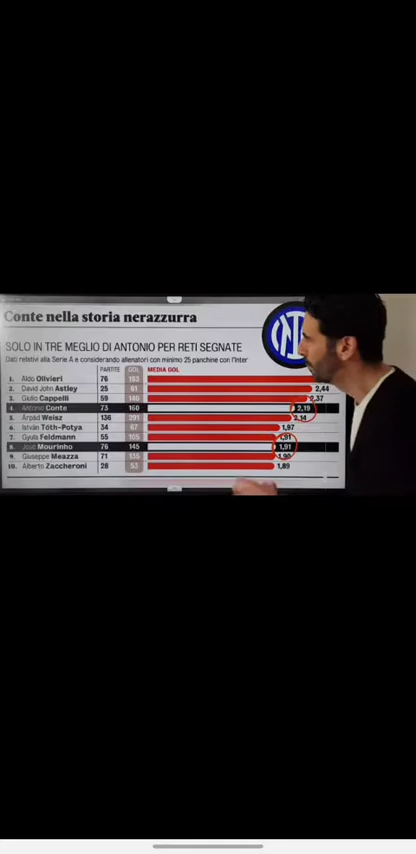 Conte nella storia nerazzurra
SOLO IN TRE MEGLIO DI ANTONIO PER RETI SEGNATE
Dati relativi alla Serie A e considerando allenatori con minimo 25 panchine con l'Inter
PARTITE GOL MEDIA GOL
1. Aldo Olivieri 76 193
2. David John Astley 25 61 2,44
3. Giulio Cappelli 59 140 2,37
4. Antonio Conte 73 160 2,19
5. Árpád Weisz 136 291 2,14
6. István Tóth-Potya 34 67 1,97
7. Gyula Feldmann 55 105 1,91
8. José Mourinho 76 145 1,91
9. Giuseppe Meazza 71 135 1,90
10. Alberto Zaccheroni 28 53 1,89